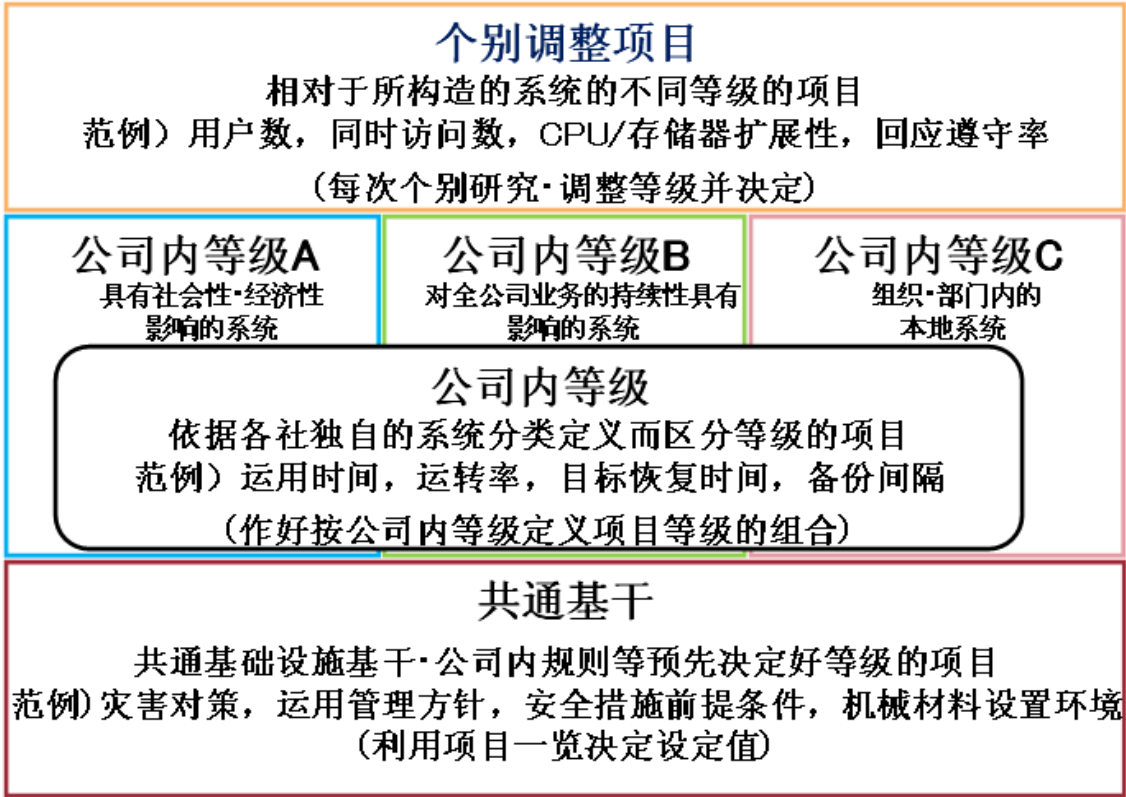 个别调整项目
相对于所构造的系统的不同等级的项目
范例）用户数，同时访问数，CPU/存储器扩展性，回应遵守率
(每次个别研究·调整等级并决定)
公司内等级A
具有社会性·经济性
影响的系统
公司内等级B
对全公司业务的持续性具有
影响的系统
公司内等级C
组织·部门内的
本地系统
公司内等级
依据各社独自的系统分类定义而区分等级的项目
范例）运用时间，运转率，目标恢复时间，备份间隔
(作好按公司内等级定义项目等级的组合)
共通基干
共通基础设施基干·公司内规则等预先决定好等级的项目
范例)灾害对策，运用管理方针，安全措施前提条件，机械材料设置环境
(利用项目一览决定设定值)